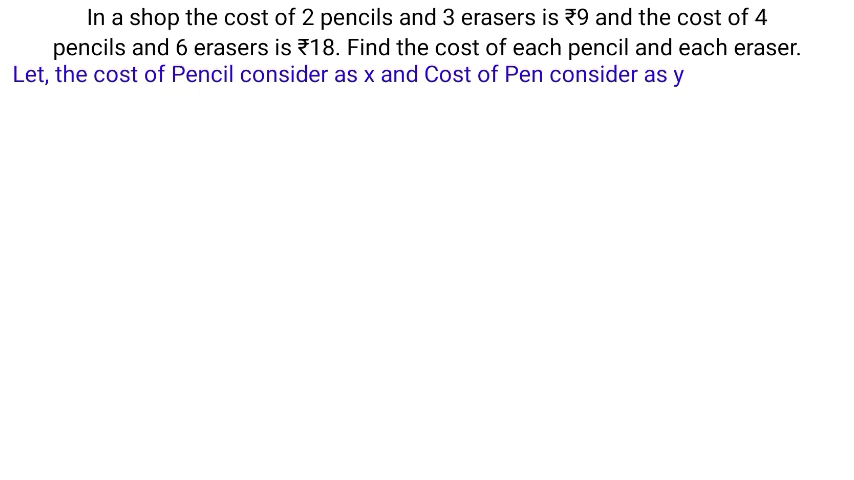 In a shop the cost of 2 pencils and 3 erasers is ₹9 and the cost of 4
pencils and 6 erasers is ₹18. Find the cost of each pencil and each eraser.
Let, the cost of Pencil consider as x and Cost of Pen consider as y